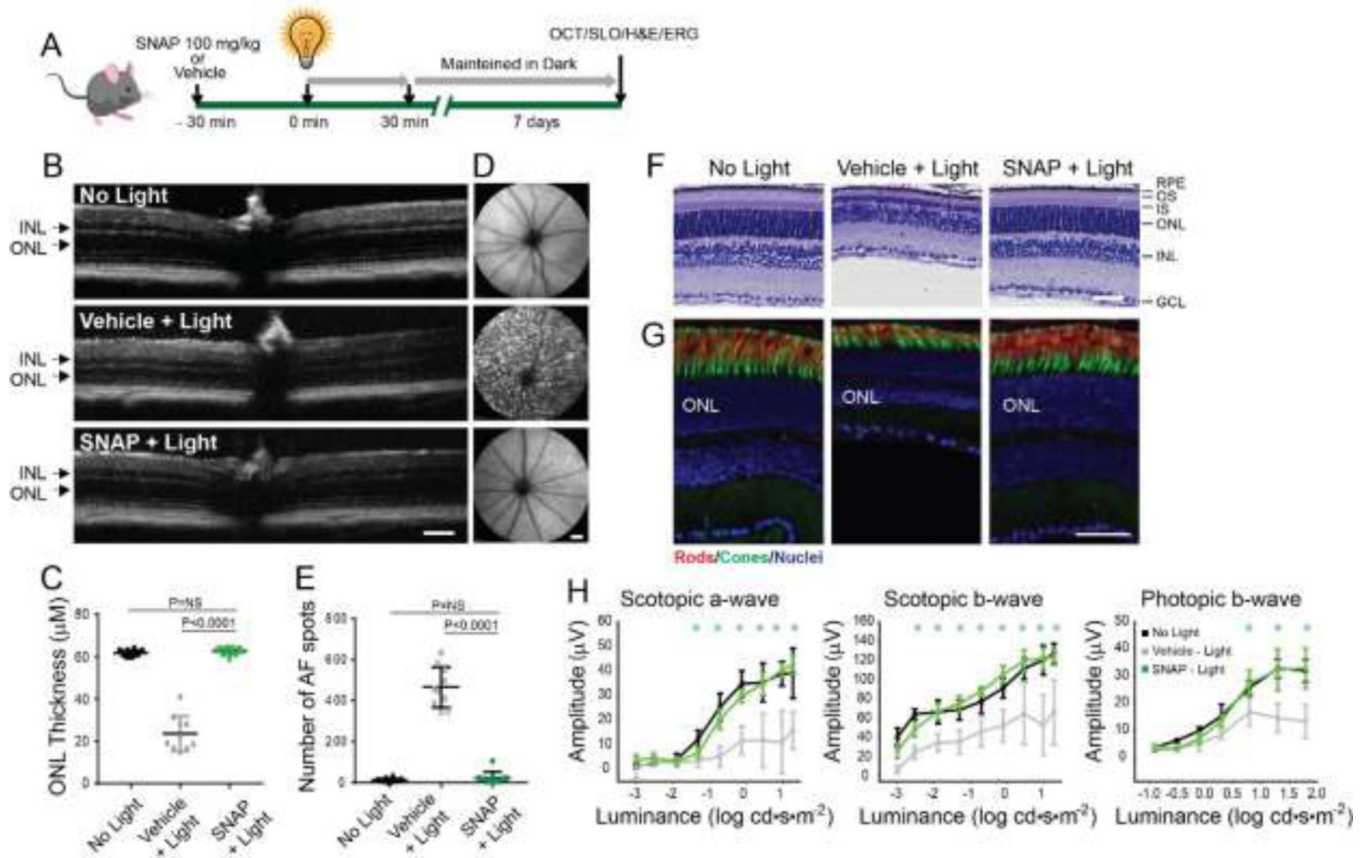 A
SNAP 100 mg/kg
or
Vehicle
OCT/SLO/H&E/ERG
Mainteined in Dark
- 30 min
0 min
30 min
7 days
B
No Light
INL
ONL
Vehicle + Light
INL
ONL
SNAP + Light
INL
ONL
D
F
No Light
Vehicle + Light
SNAP + Light
RPE
OS
IS
ONL
INL
GCL
G
ONL
ONL
ONL
Rods/Cones/Nuclei
C
ONL Thickness (μM)
80
60
40
20
0
P=NS
P<0.0001
No Light
Vehicle + Light
SNAP + Light
E
Number of AF spots
800
600
400
200
0
P=NS
P<0.0001
No Light
Vehicle + Light
SNAP + Light
H
Scotopic a-wave
Amplitude (μV)
60
50
40
30
20
10
0
-3
-2
-1
0
1
Luminance (log cd•s•m-2)
Scotopic b-wave
Amplitude (μV)
160
140
120
100
80
60
40
20
0
-3
-1
0
1
Luminance (log cd•s•m-2)
Photopic b-wave
Amplitude (μV)
50
40
30
20
10
0
No Light
Vehicle - Light
SNAP - Light
-1.0
-0.5
0.0
0.5
1.0
1.5
2.0
Luminance (log cd•s•m-2)